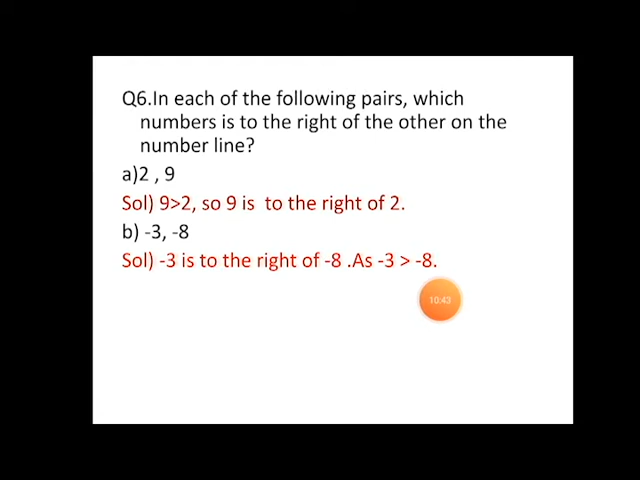 Q6.In each of the following pairs, which
numbers is to the right of the other on the
number line?
a)2 , 9
Sol) 9>2, so 9 is  to the right of 2.
b) -3, -8
Sol) -3 is to the right of -8 .As -3 > -8.
10:43